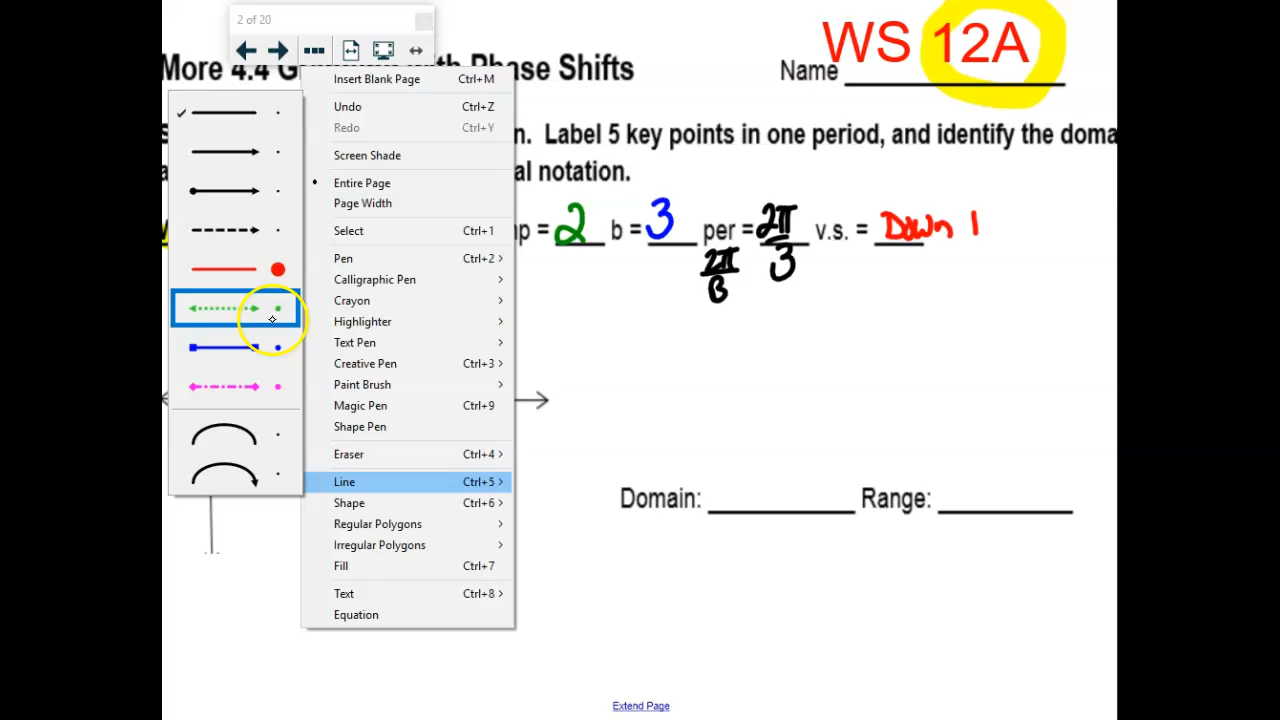 2 of 20
WS 12A
More 4.4 G with Phase Shifts Name
n. Label 5 key points in one period, and identify the doma
al notation.
np = 2 b = 3 per = 2π/3 v.s. = Down 1
2π/B
Insert Blank Page Ctrl+M
Undo Ctrl+Z
Redo Ctrl+Y
Screen Shade
Entire Page
Page Width
Select Ctrl+1
Pen Ctrl+2
Calligraphic Pen
Crayon
Highlighter
Text Pen
Creative Pen Ctrl+3
Paint Brush
Magic Pen Ctrl+9
Shape Pen
Eraser Ctrl+4
Line Ctrl+5
Shape Ctrl+6
Regular Polygons
Irregular Polygons
Fill Ctrl+7
Text Ctrl+8
Equation
Domain: Range:
Extend Page